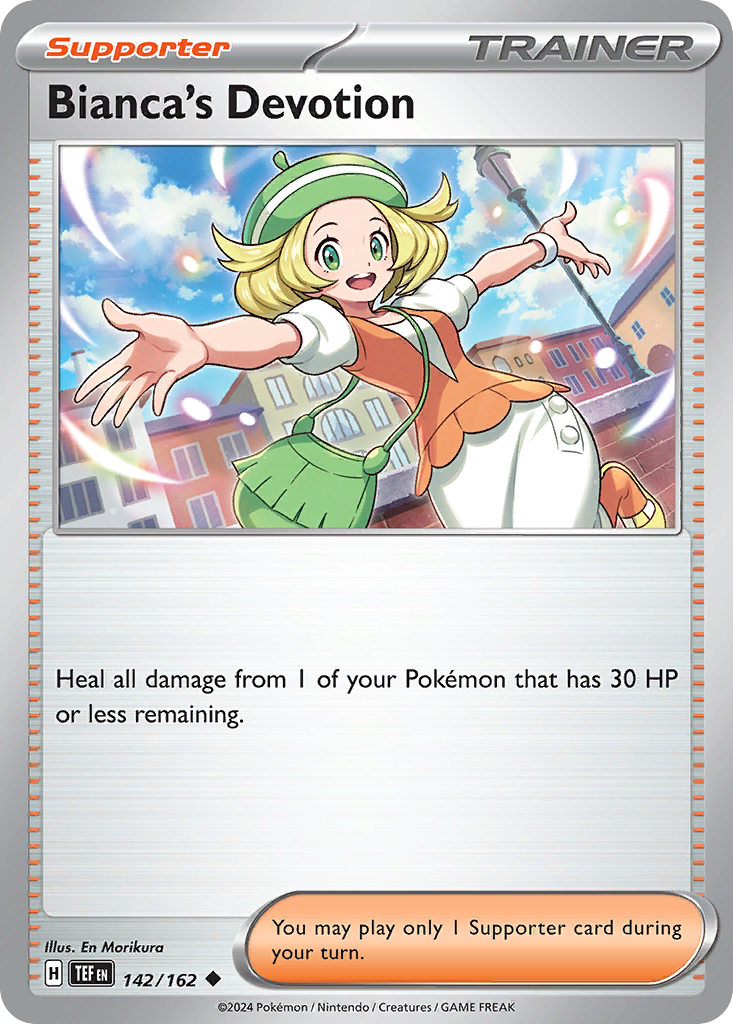 Supporter TRAINER
Bianca's Devotion
Heal all damage from 1 of your Pokémon that has 30 HP
or less remaining.
You may play only 1 Supporter card during
your turn.
Illus. En Morikura
H TEF EN 142/162
©2024 Pokémon / Nintendo / Creatures / GAME FREAK